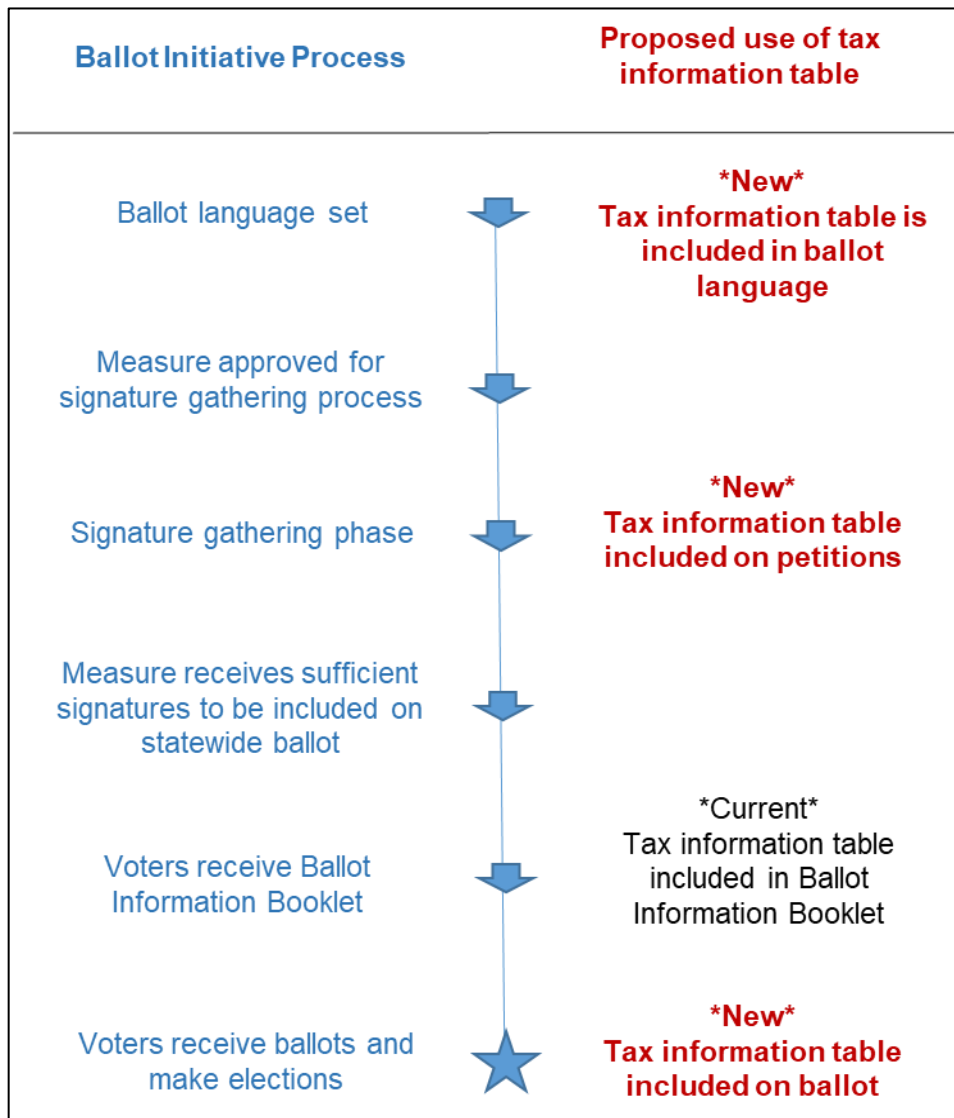 Ballot Initiative Process
Proposed use of tax
information table
Ballot language set
*New*
Tax information table is
included in ballot
language
Measure approved for
signature gathering process
Signature gathering phase
*New*
Tax information table
included on petitions
Measure receives sufficient
signatures to be included on
statewide ballot
Voters receive Ballot
Information Booklet
*Current*
Tax information table
included in Ballot
Information Booklet
Voters receive ballots and
make elections
*New*
Tax information table
included on ballot